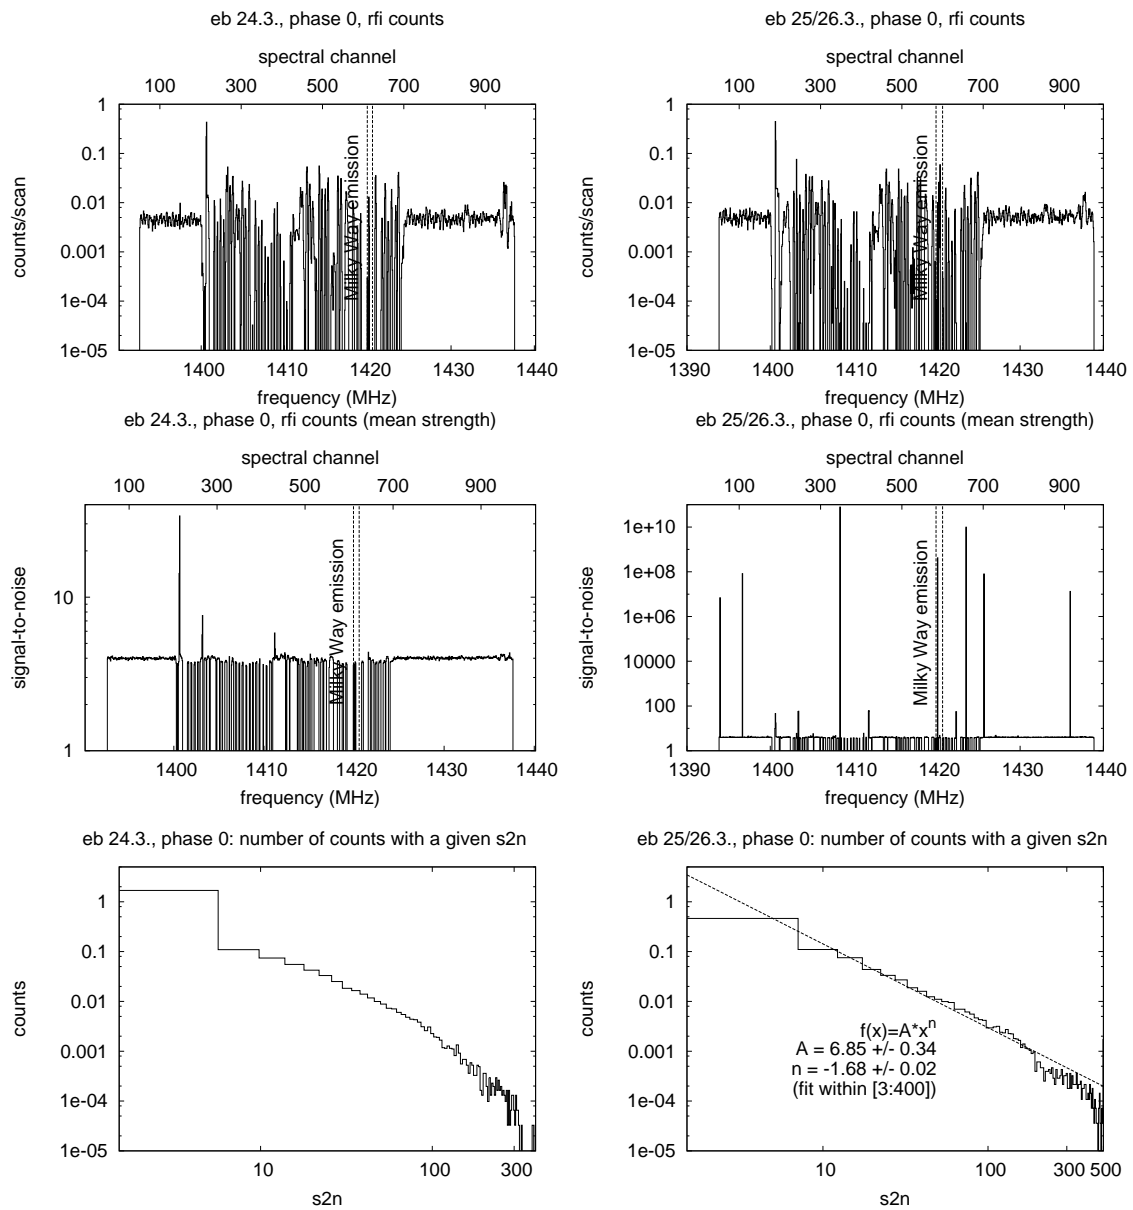 eb 24.3., phase 0, rfi counts
spectral channel
100 300 500 700 900
1
0.1
0.01
0.001
1e-04
1e-05
counts/scan
Milky Way emission
1400 1410 1420 1430 1440
frequency (MHz)
eb 25/26.3., phase 0, rfi counts
spectral channel
100 300 500 700 900
1
0.1
0.01
0.001
1e-04
1e-05
counts/scan
Milky Way emission
1390 1400 1410 1420 1430 1440
frequency (MHz)
eb 24.3., phase 0, rfi counts (mean strength)
spectral channel
100 300 500 700 900
10
1
signal-to-noise
Milky Way emission
1400 1410 1420 1430 1440
frequency (MHz)
eb 25/26.3., phase 0, rfi counts (mean strength)
spectral channel
100 300 500 700 900
1e+10
1e+08
1e+06
10000
100
1
signal-to-noise
Milky Way emission
1390 1400 1410 1420 1430 1440
frequency (MHz)
eb 24.3., phase 0: number of counts with a given s2n
1
0.1
0.01
0.001
1e-04
1e-05
counts
10 100 300
s2n
eb 25/26.3., phase 0: number of counts with a given s2n
1
0.1
0.01
0.001
1e-04
1e-05
counts
f(x)=A*x^n
A = 6.85 +/- 0.34
n = -1.68 +/- 0.02
(fit within [3:400])
10 100 300 500
s2n